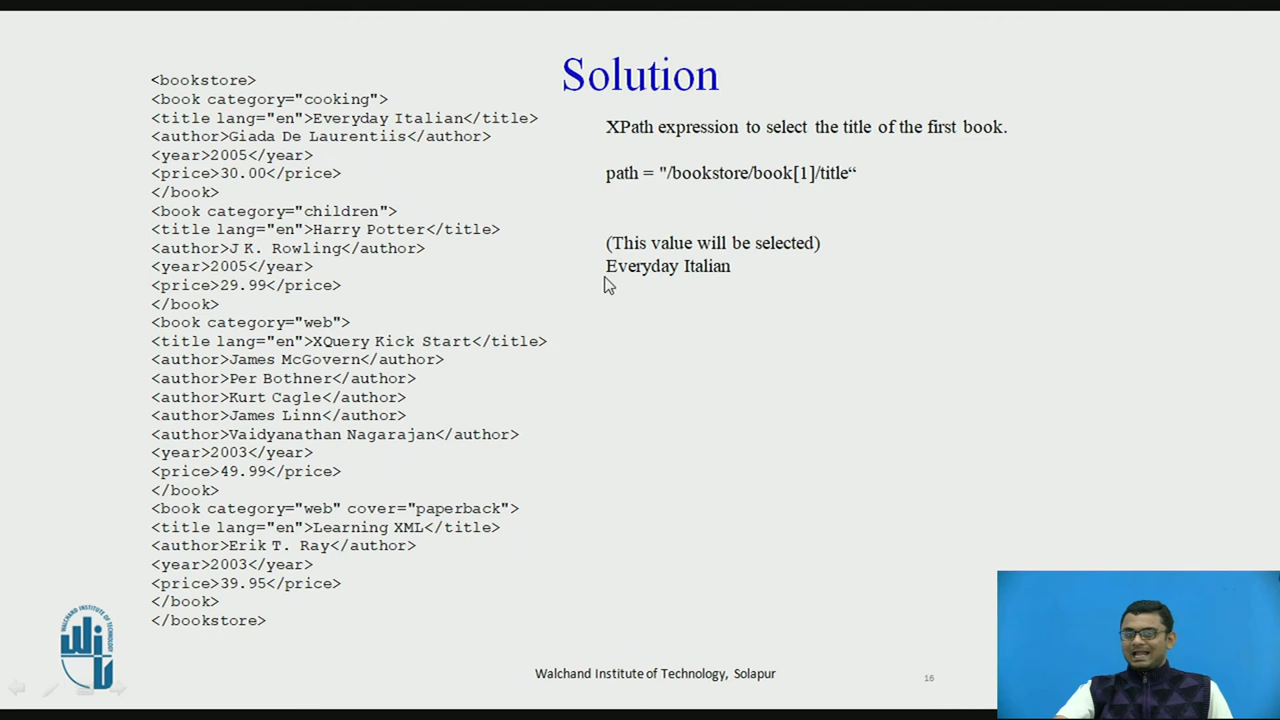 Solution
<bookstore>
<book category="cooking">
<title lang="en">Everyday Italian</title>
<author>Giada De Laurentiis</author>
<year>2005</year>
<price>30.00</price>
</book>
<book category="children">
<title lang="en">Harry Potter</title>
<author>J K. Rowling</author>
<year>2005</year>
<price>29.99</price>
</book>
<book category="web">
<title lang="en">XQuery Kick Start</title>
<author>James McGovern</author>
<author>Per Bothner</author>
<author>Kurt Cagle</author>
<author>James Linn</author>
<author>Vaidyanathan Nagarajan</author>
<year>2003</year>
<price>49.99</price>
</book>
<book category="web" cover="paperback">
<title lang="en">Learning XML</title>
<author>Erik T. Ray</author>
<year>2003</year>
<price>39.95</price>
</book>
</bookstore>
XPath expression to select the title of the first book.
path = "/bookstore/book[1]/title“
(This value will be selected)
Everyday Italian
WALCHAND INSTITUTE OF TECHNOLOGY
Walchand Institute of Technology, Solapur
16